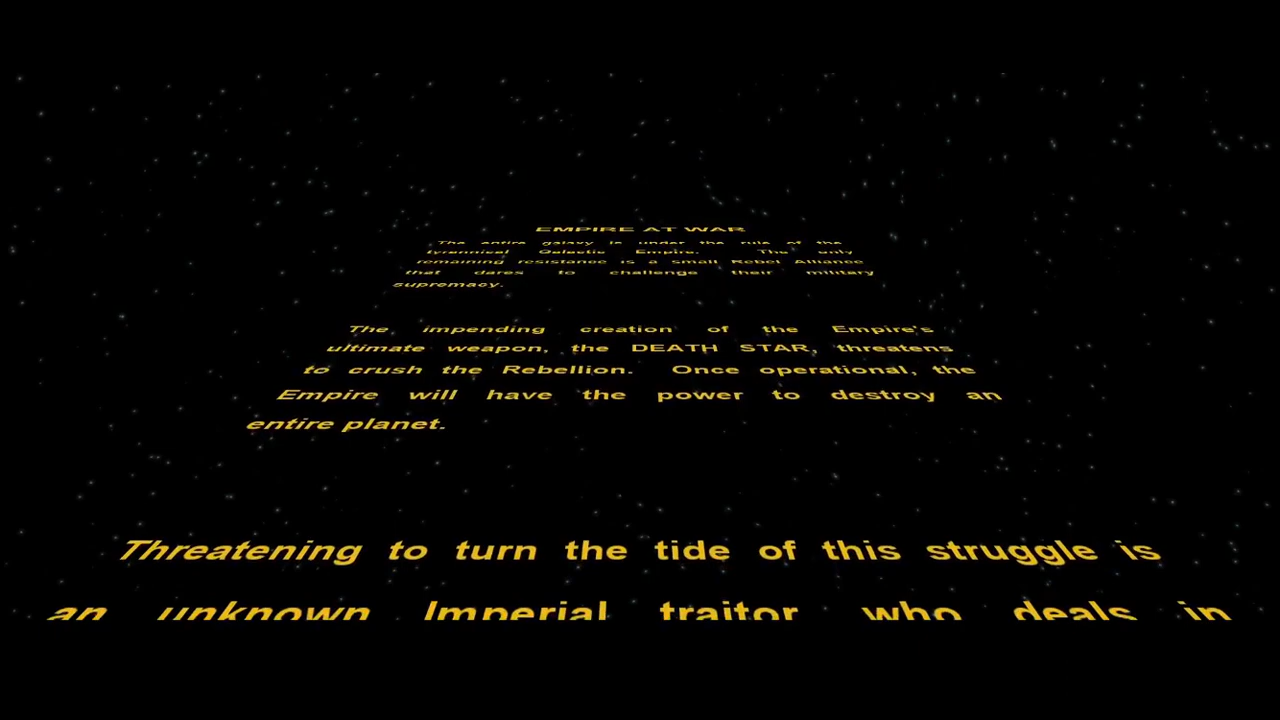 EMPIRE AT WAR
The entire galaxy is under the rule of the
tyrannical Galactic Empire. The only
remaining resistance is a small Rebel Alliance
that dares to challenge their military
supremacy.
The impending creation of the Empire's
ultimate weapon, the DEATH STAR, threatens
to crush the Rebellion. Once operational, the
Empire will have the power to destroy an
entire planet.
Threatening to turn the tide of this struggle is
an unknown Imperial traitor who deals in